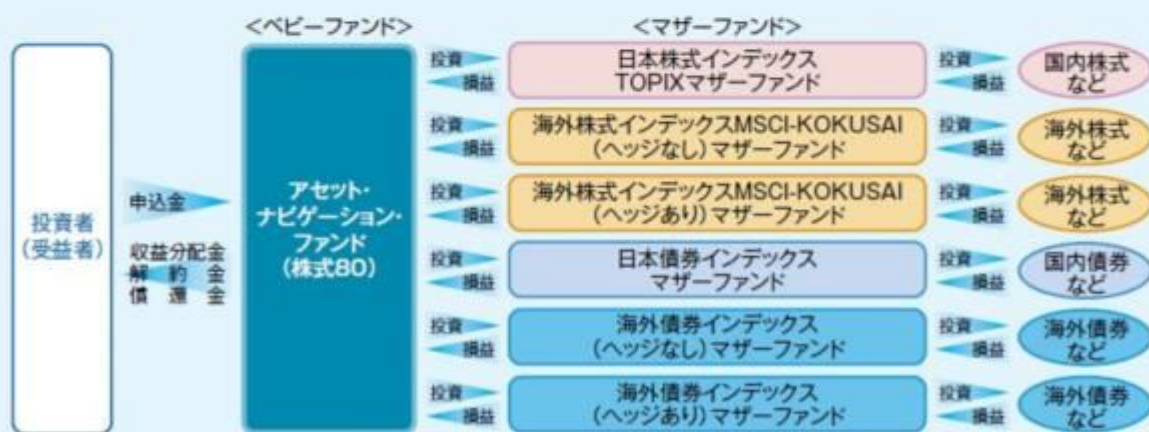 <ベビーファンド>
<マザーファンド>
投資者
(受益者)
申込金
収益分配金
解約金
償還金
アセット・
ナビゲーション・
ファンド
(株式80)
投資
損益
日本株式インデックス
TOPIXマザーファンド
投資
損益
国内株式
など
投資
損益
海外株式インデックスMSCI-KOKUSAI
(ヘッジなし)マザーファンド
投資
損益
海外株式
など
投資
損益
海外株式インデックスMSCI-KOKUSAI
(ヘッジあり)マザーファンド
投資
損益
海外株式
など
投資
損益
日本債券インデックス
マザーファンド
投資
損益
国内債券
など
投資
損益
海外債券インデックス
(ヘッジなし)マザーファンド
投資
損益
海外債券
など
投資
損益
海外債券インデックス
(ヘッジあり)マザーファンド
投資
損益
海外債券
など